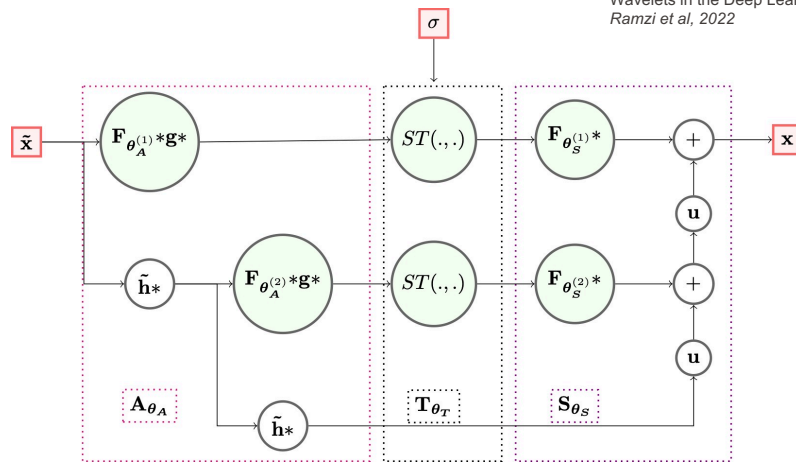 Wavelets in the Deep Lea
Ramzi et al, 2022
σ
x̃
F_{θ_A^{(1)}}*g*
ST(.,.)
F_{θ_S^{(1)}}*
+
x
u
h̃*
F_{θ_A^{(2)}}*g*
ST(.,.)
F_{θ_S^{(2)}}*
+
u
A_{θ_A}
T_{θ_T}
S_{θ_S}
h̃*